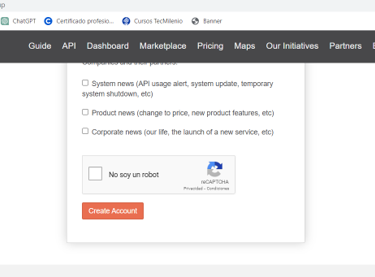 ChatGPT Certificado profesio... Cursos TecMilenio Banner
Guide API Dashboard Marketplace Pricing Maps Our Initiatives Partners
Companies and their partners.
System news (API usage alert, system update, temporary
system shutdown, etc)
Product news (change to price, new product features, etc)
Corporate news (our life, the launch of a new service, etc)
No soy un robot
reCAPTCHA
Privacidad - Condiciones
Create Account